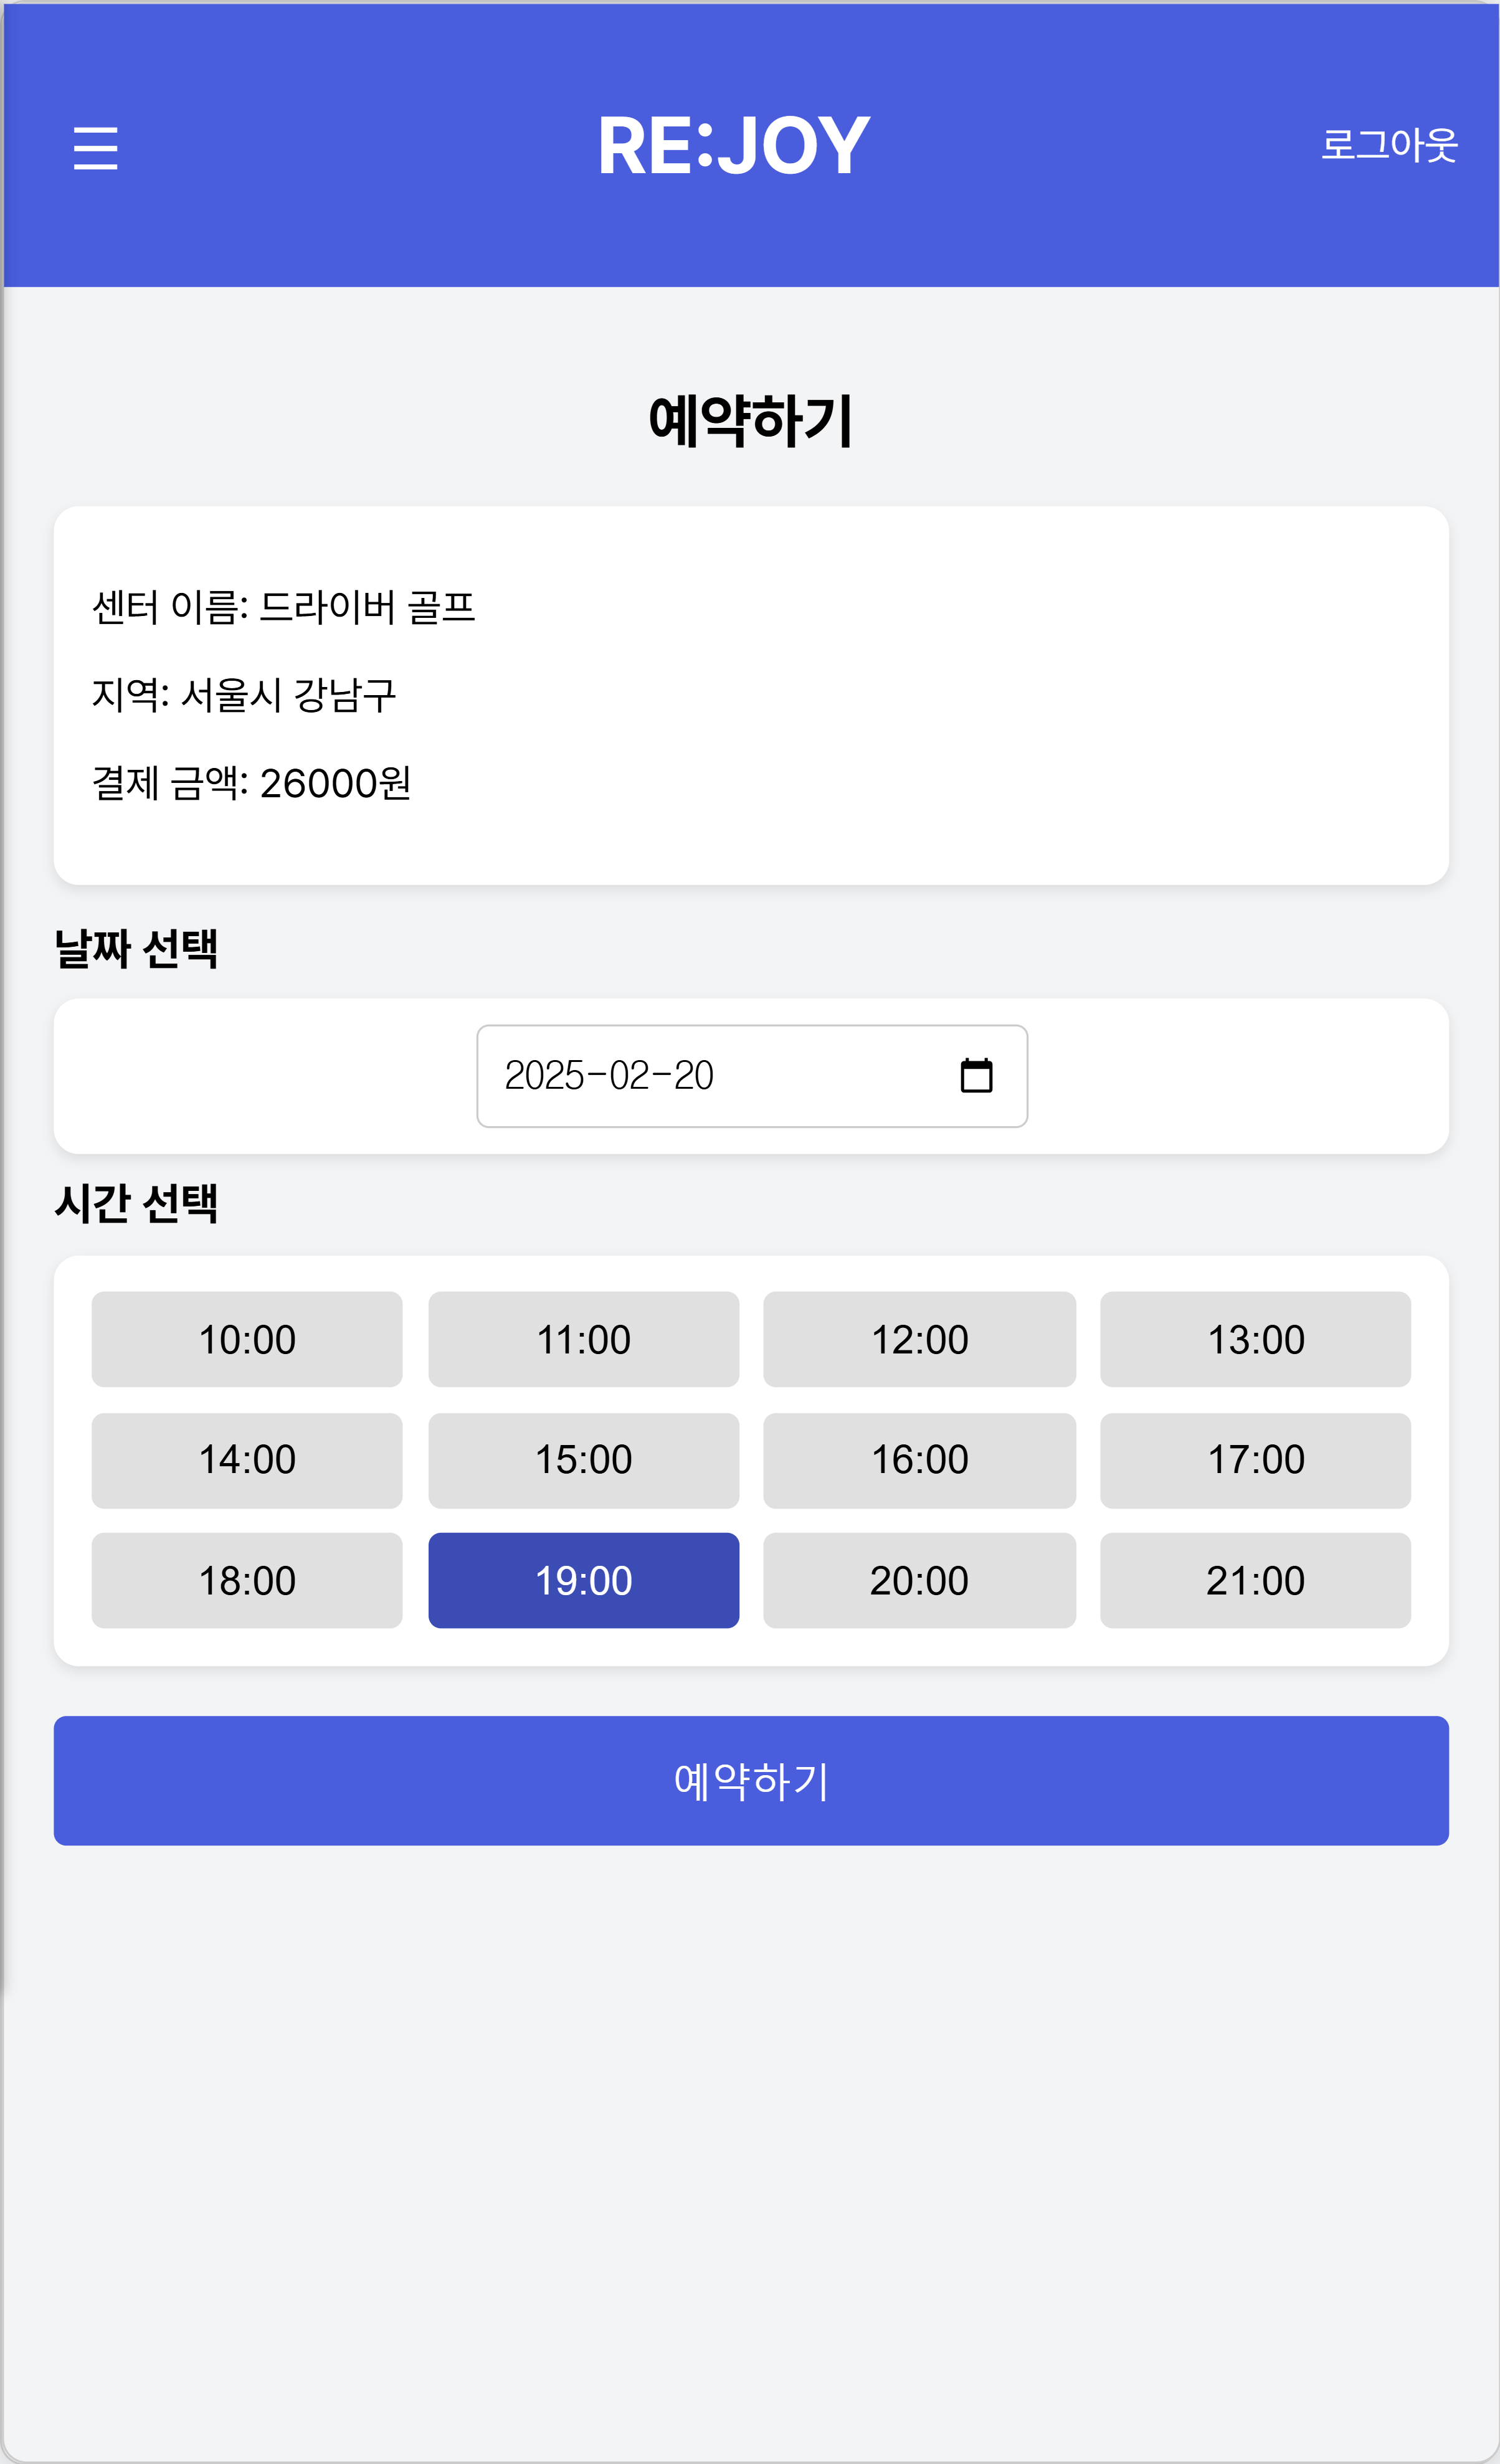 ☰ RE:JOY 로그아웃
예약하기
센터 이름: 드라이버 골프
지역: 서울시 강남구
결제 금액: 26000원
날짜 선택
2025-02-20
시간 선택
10:00 11:00 12:00 13:00
14:00 15:00 16:00 17:00
18:00 19:00 20:00 21:00
예약하기